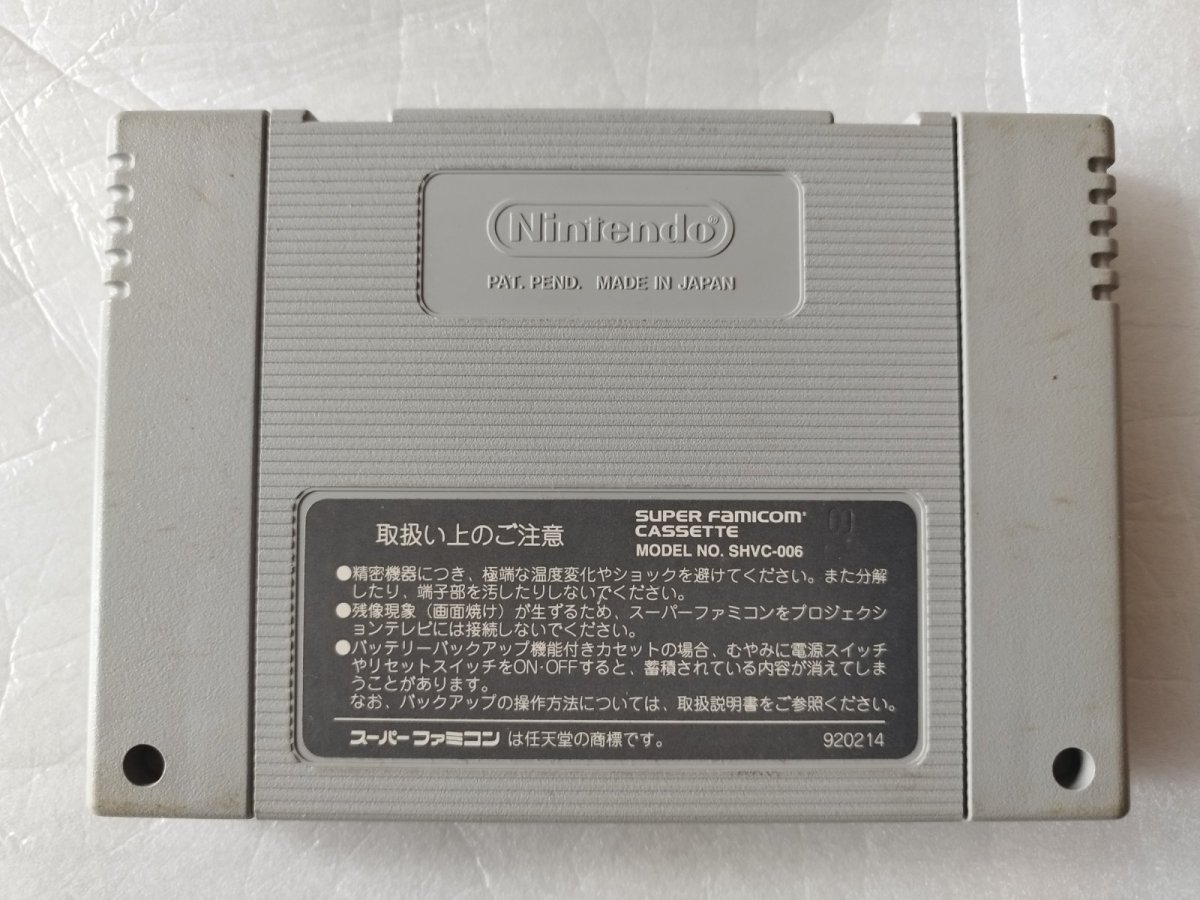 Nintendo®
PAT. PEND. MADE IN JAPAN
取扱い上のご注意
SUPER FAMICOM®
CASSETTE
MODEL NO. SHVC-006
●精密機器につき、極端な温度変化やショックを避けてください。また分解
したり、端子部を汚したりしないでください。
●残像現象（画面焼け）が生ずるため、スーパーファミコンをプロジェクシ
ョンテレビには接続しないでください。
●バッテリーバックアップ機能付きカセットの場合、むやみに電源スイッチ
やリセットスイッチをON・OFFすると、蓄積されている内容が消えてしま
うことがあります。
なお、バックアップの操作方法については、取扱説明書をご参照ください。
スーパーファミコン は任天堂の商標です。
920214